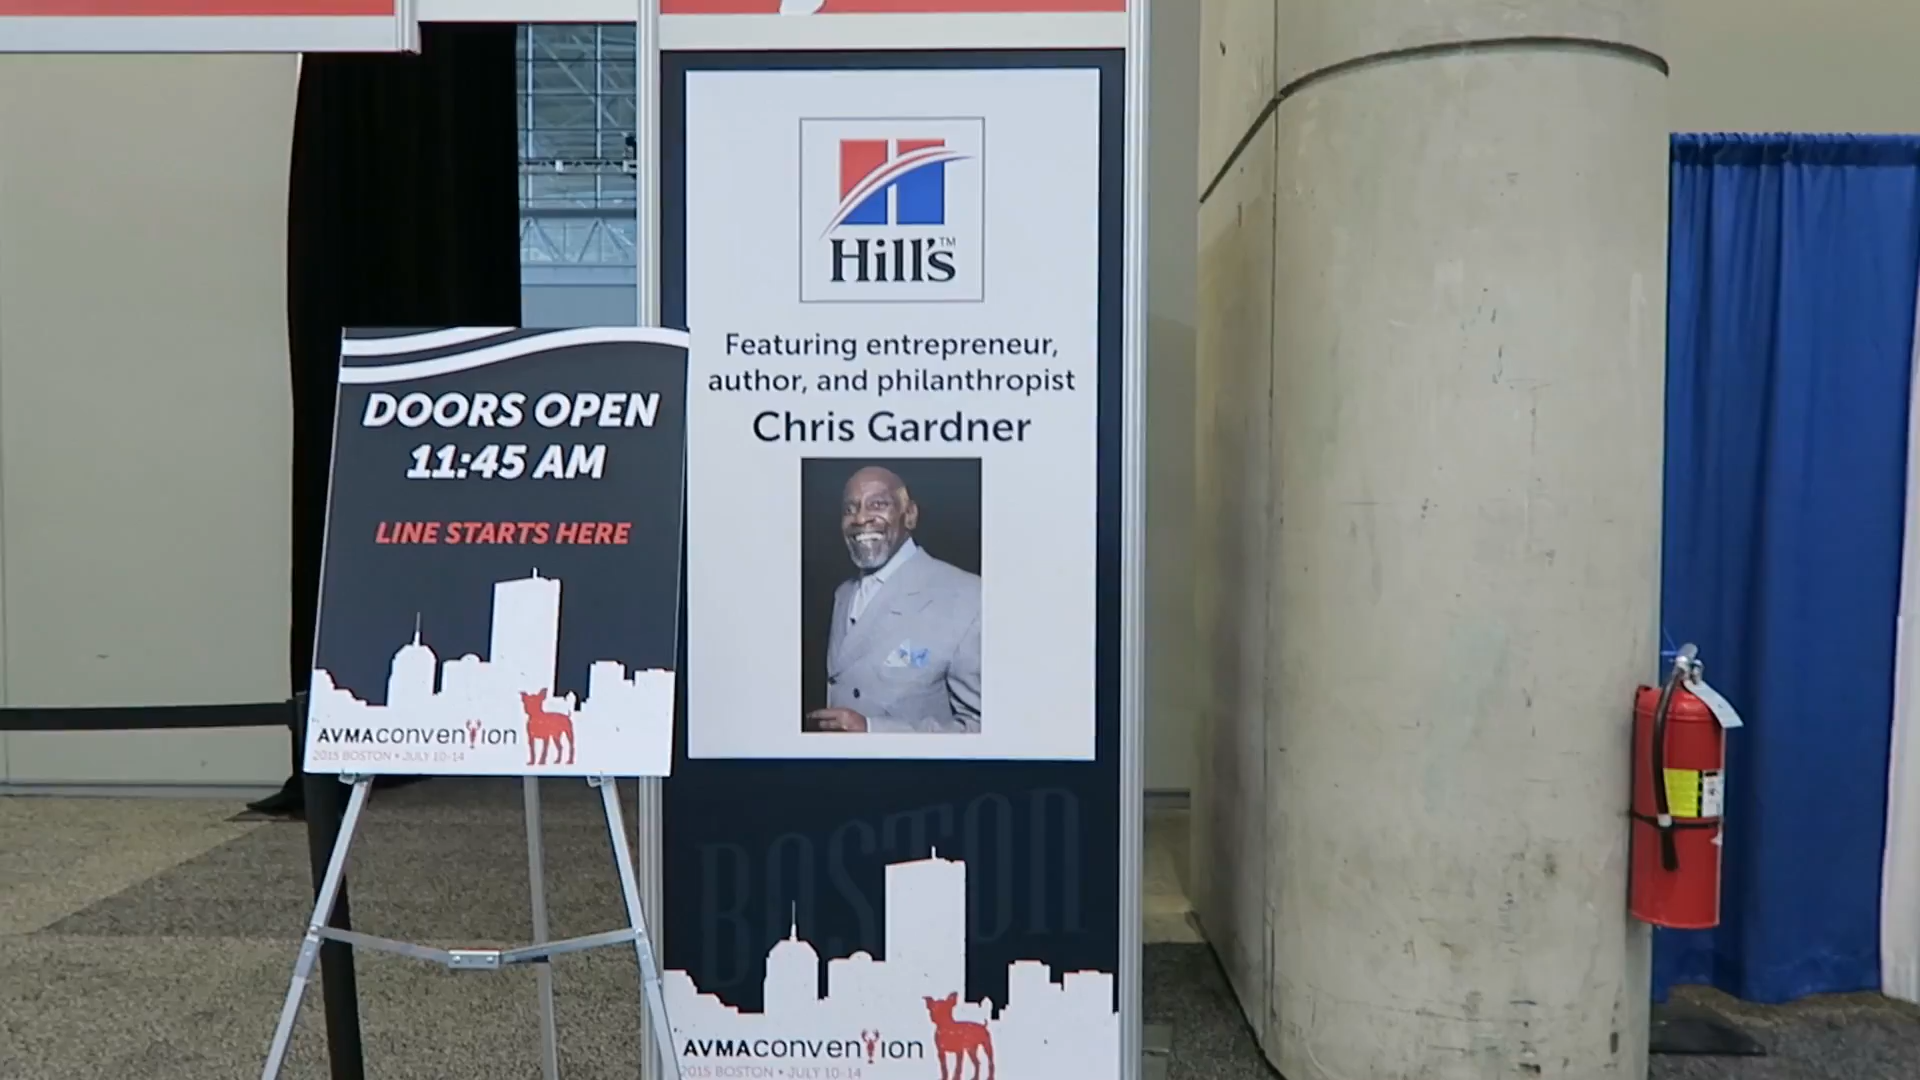 DOORS OPEN
11:45 AM
LINE STARTS HERE
AVMAconvention
2015 BOSTON • JULY 10-14
Hill's™
Featuring entrepreneur,
author, and philanthropist
Chris Gardner
BOSTON
AVMAconvention
2015 BOSTON • JULY 10-14